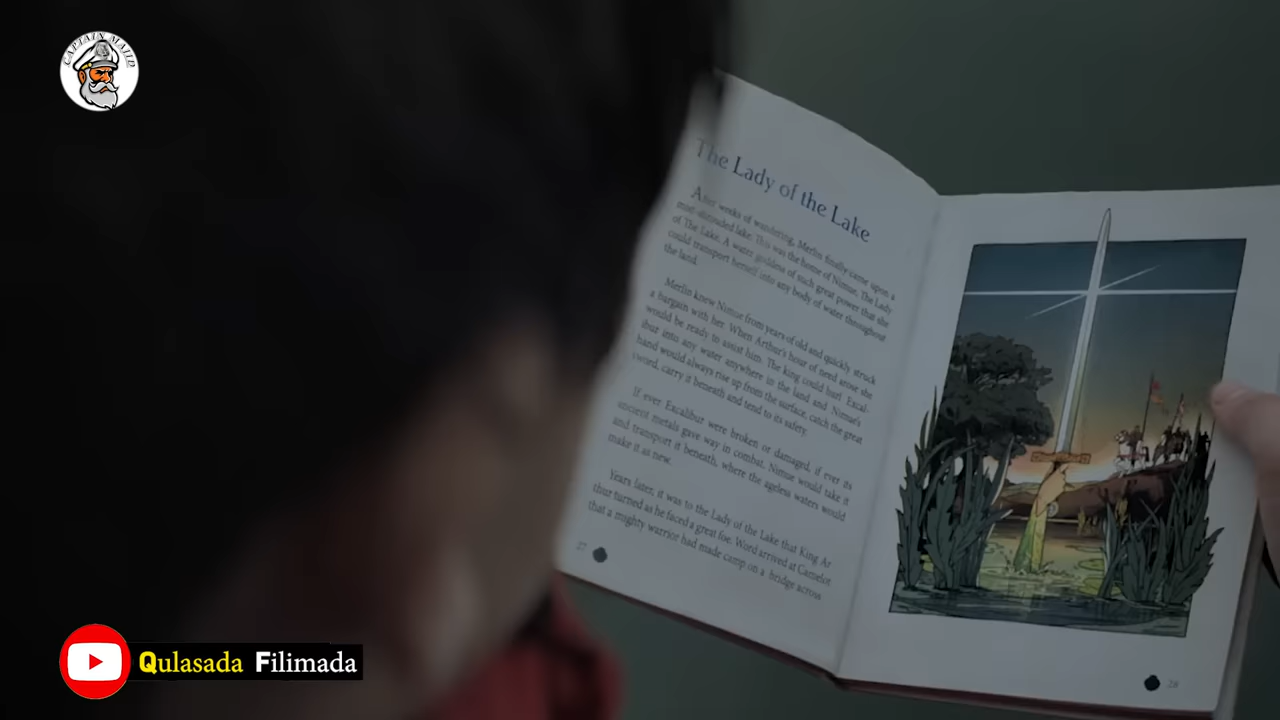 CAPTAIN MAJID
The Lady of the Lake
After weeks of wandering, Merlin finally came upon a
mist-shrouded lake. This was the home of Nimue, The Lady
of The Lake. A water goddess of such great power that she
could transport herself into any body of water throughout
the land.
Merlin knew Nimue from years of old and quickly struck
a bargain with her. When Arthur's hour of need arose she
would be ready to assist him. The king could hurl Excal-
ibur into any water anywhere in the land and Nimue's
hand would always rise up from the surface, catch the great
sword, carry it beneath and tend to its safety.
If ever Excalibur were broken or damaged, if ever its
ancient metals gave way in combat, Nimue would take it
and transport it beneath, where the ageless waters would
make it as new.
Years later, it was to the Lady of the Lake that King Ar
thur turned as he faced a great foe. Word arrived at Camelot
that a mighty warrior had made camp on a bridge across
27
28
Qulasada Filimada